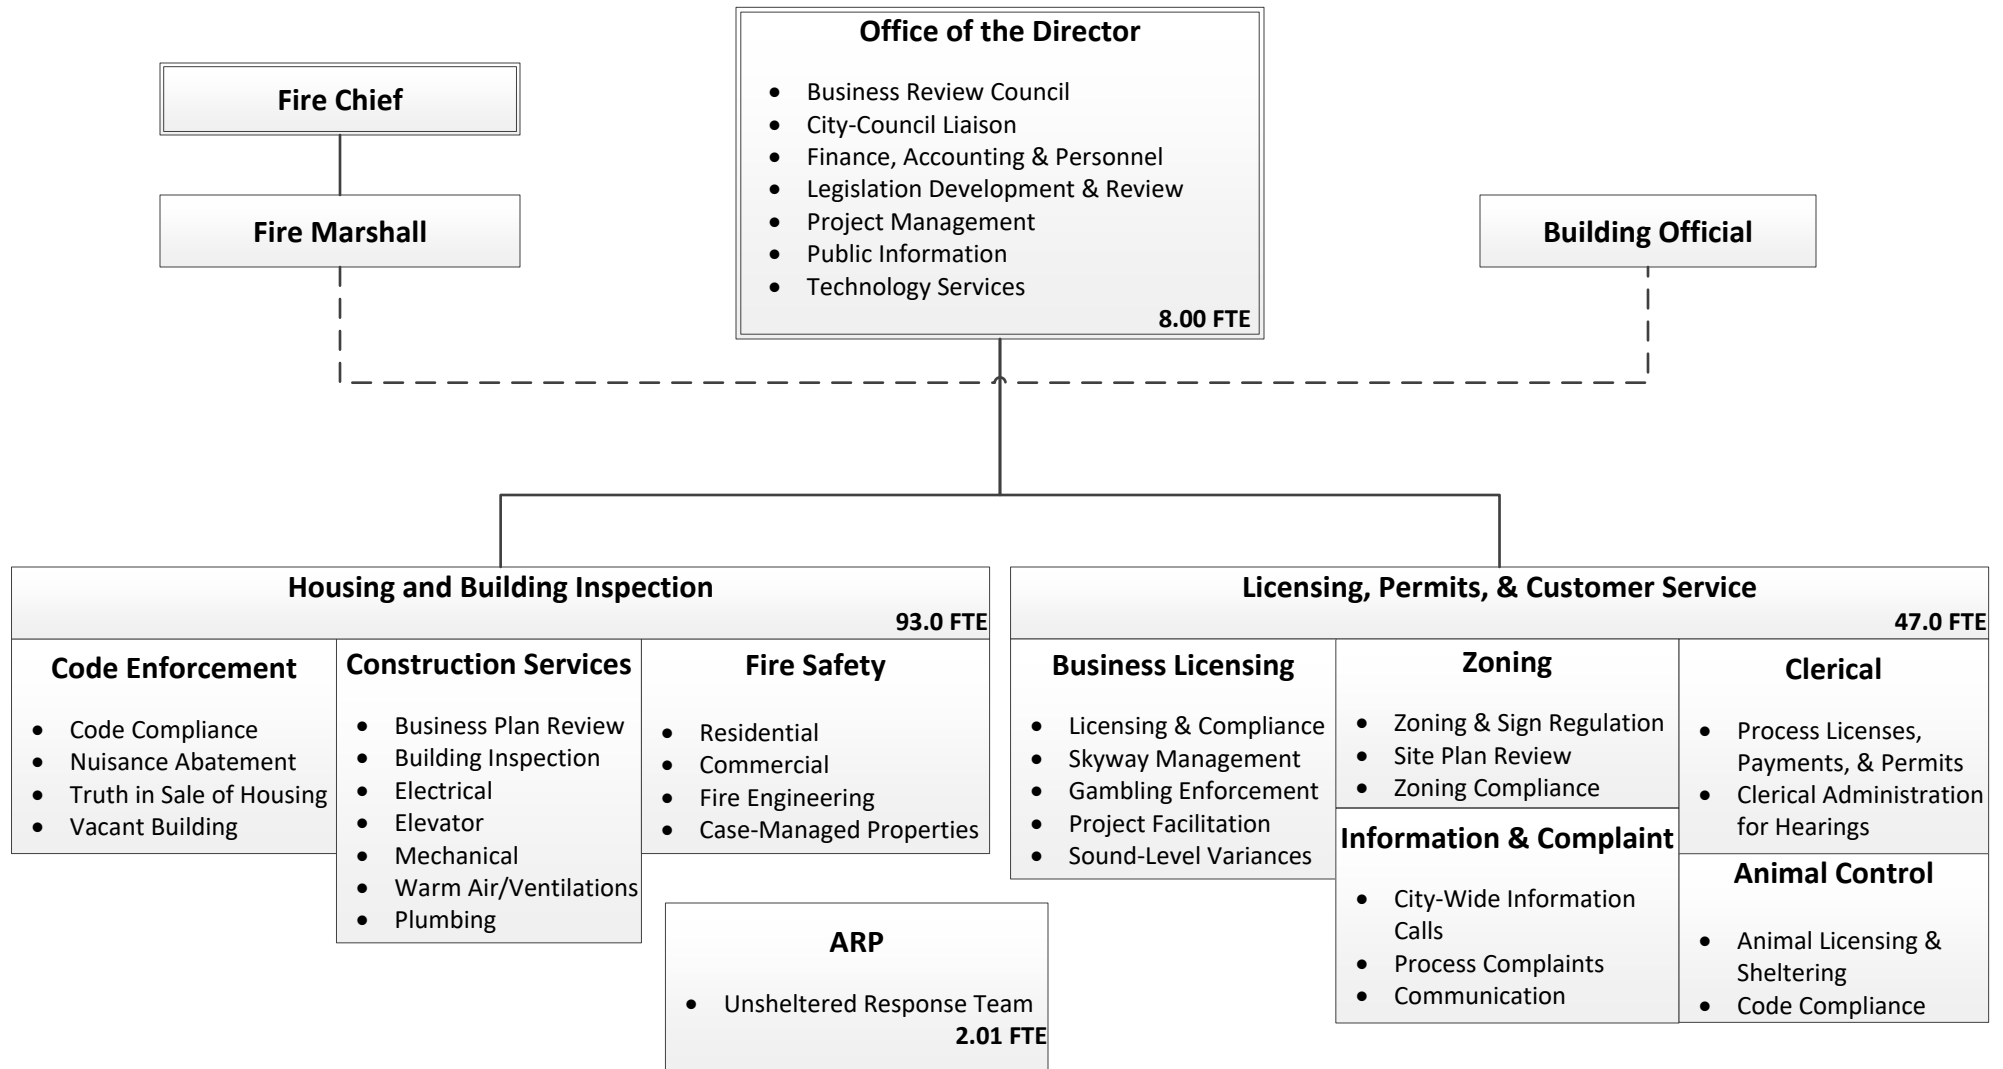 Office of the Director
• Business Review Council
• City-Council Liaison
• Finance, Accounting & Personnel
• Legislation Development & Review
• Project Management
• Public Information
• Technology Services
8.00 FTE
Fire Chief
Fire Marshall
Building Official
Housing and Building Inspection
93.0 FTE
Code Enforcement
• Code Compliance
• Nuisance Abatement
• Truth in Sale of Housing
• Vacant Building
Construction Services
• Business Plan Review
• Building Inspection
• Electrical
• Elevator
• Mechanical
• Warm Air/Ventilations
• Plumbing
Fire Safety
• Residential
• Commercial
• Fire Engineering
• Case-Managed Properties
ARP
• Unsheltered Response Team
2.01 FTE
Licensing, Permits, & Customer Service
47.0 FTE
Business Licensing
• Licensing & Compliance
• Skyway Management
• Gambling Enforcement
• Project Facilitation
• Sound-Level Variances
Zoning
• Zoning & Sign Regulation
• Site Plan Review
• Zoning Compliance
Information & Complaint
• City-Wide Information
Calls
• Process Complaints
• Communication
Clerical
• Process Licenses,
Payments, & Permits
• Clerical Administration
for Hearings
Animal Control
• Animal Licensing &
Sheltering
• Code Compliance